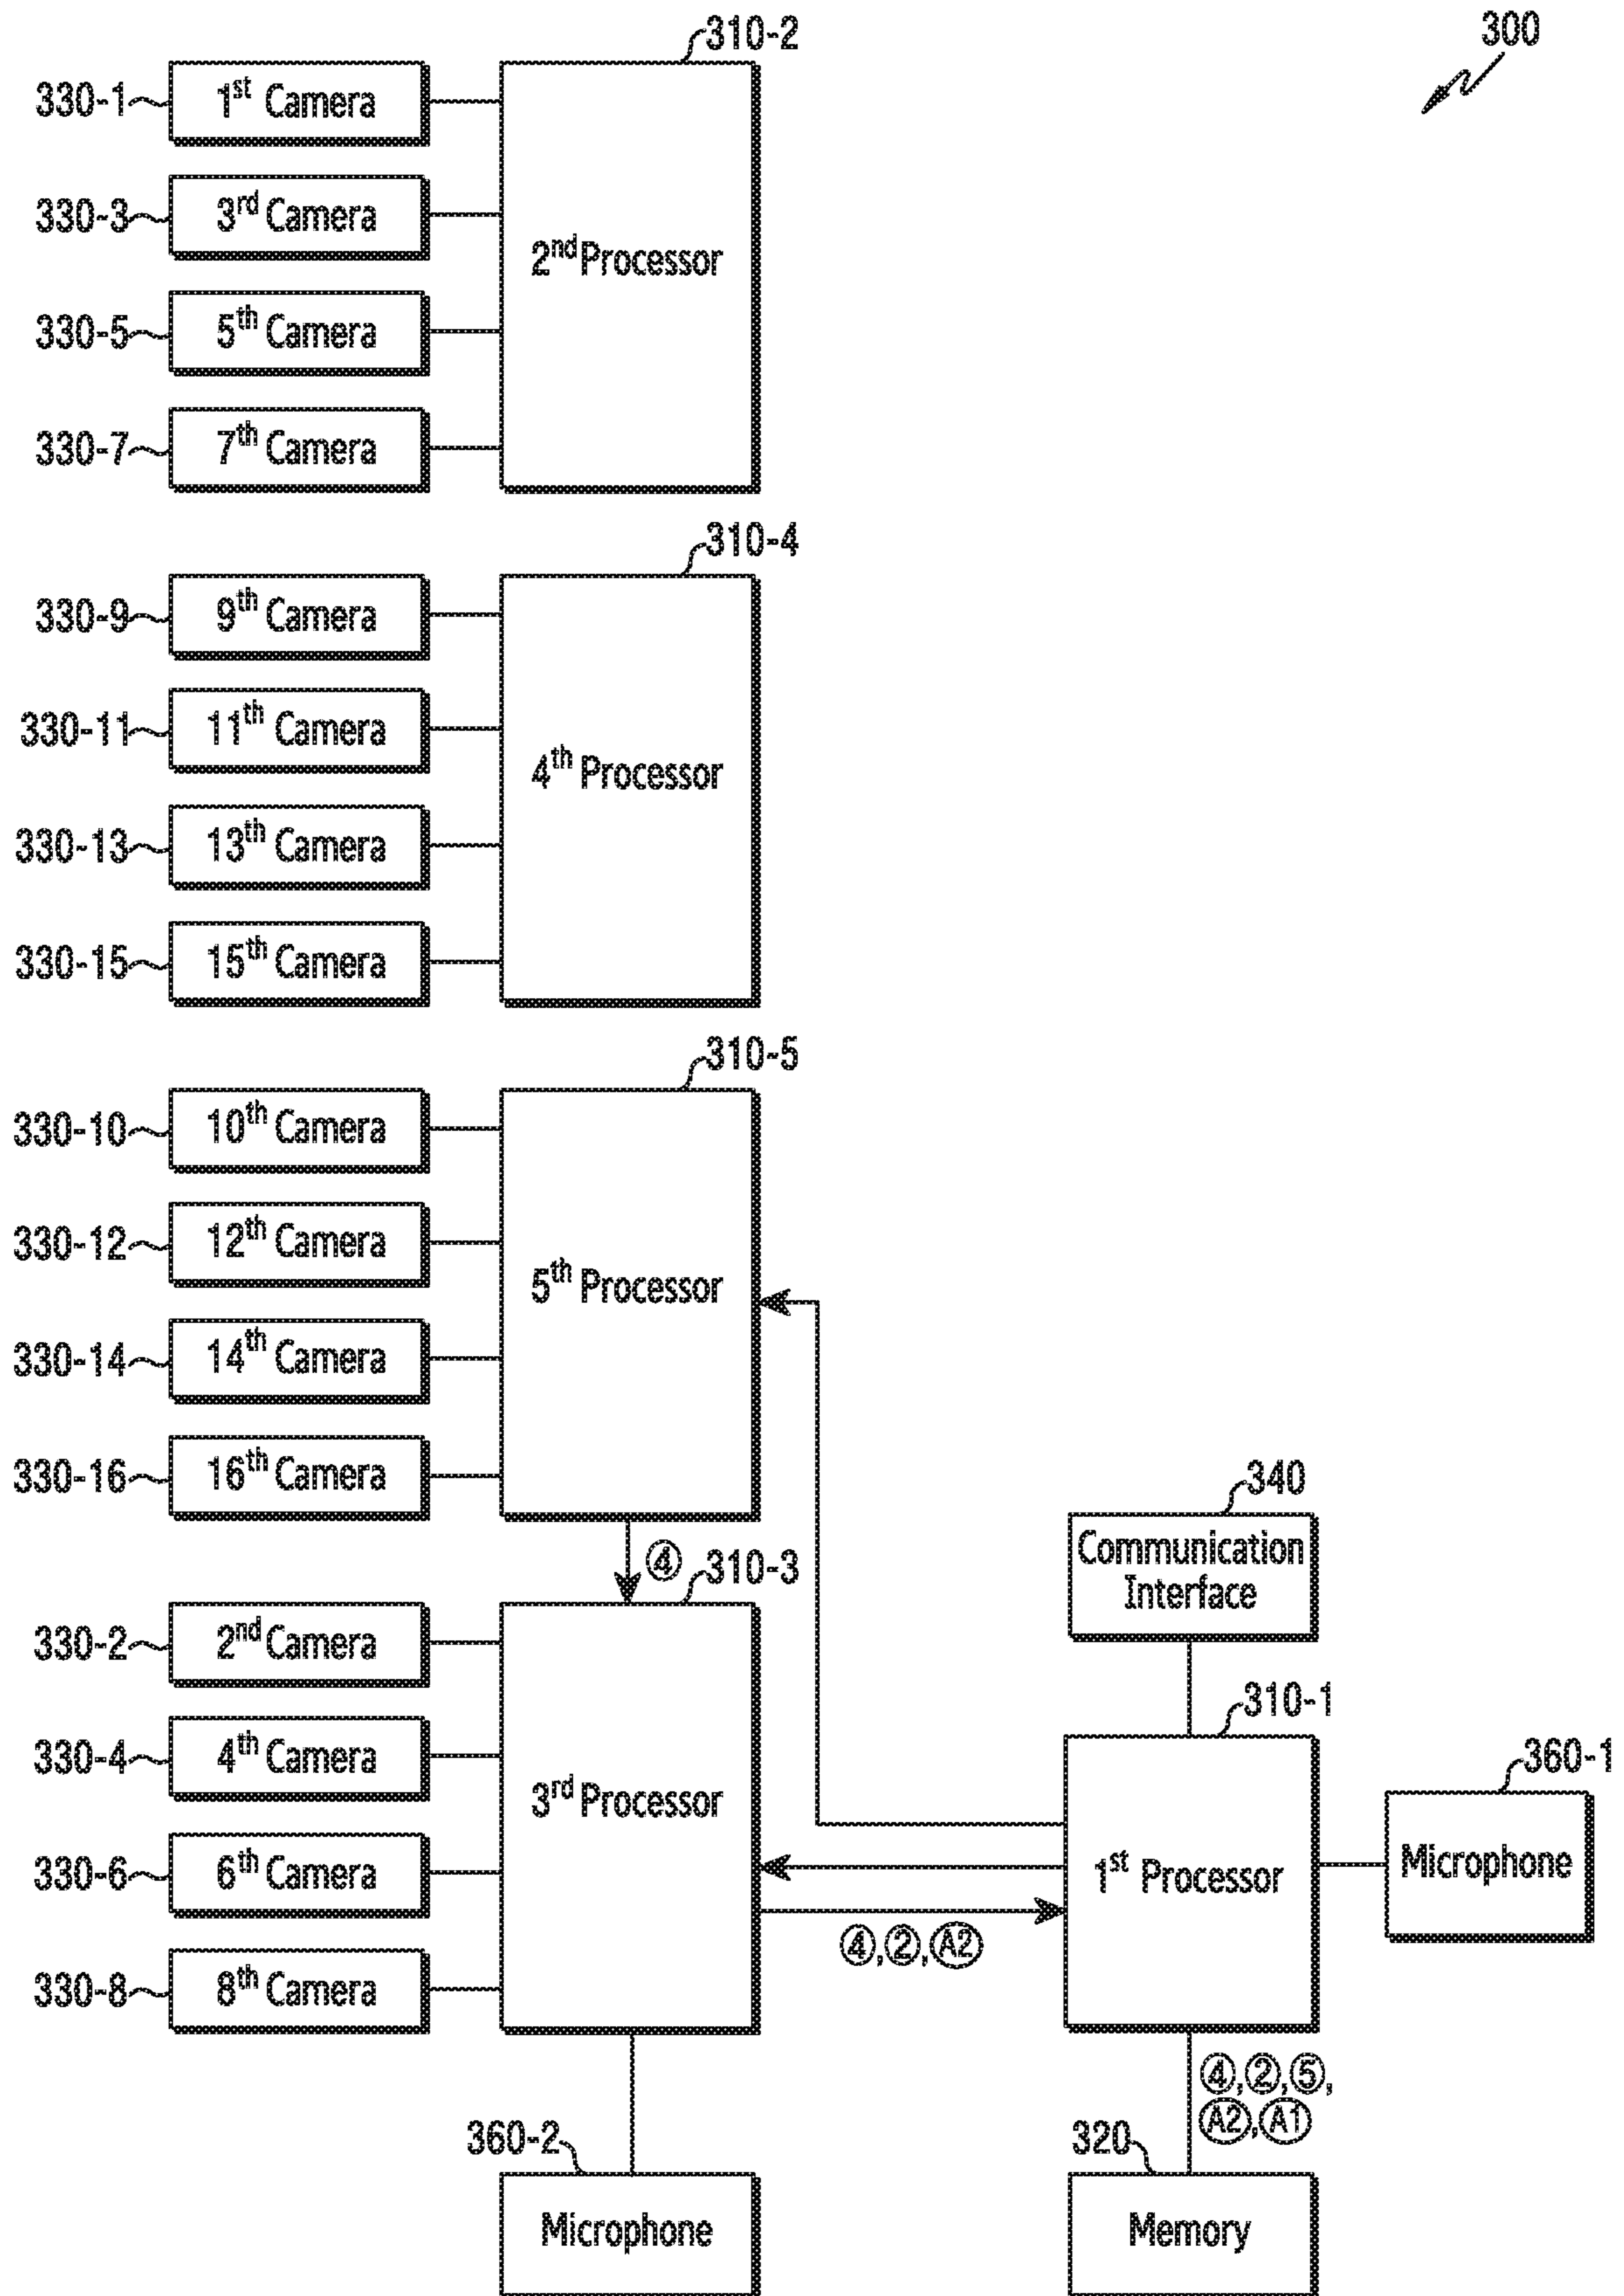 300
310-2
330-1
1st Camera
330-3
3rd Camera
330-5
5th Camera
330-7
7th Camera
2nd Processor
310-4
330-9
9th Camera
330-11
11th Camera
330-13
13th Camera
330-15
15th Camera
4th Processor
310-5
330-10
10th Camera
330-12
12th Camera
330-14
14th Camera
330-16
16th Camera
5th Processor
④
310-3
330-2
2nd Camera
330-4
4th Camera
330-6
6th Camera
330-8
8th Camera
3rd Processor
④,②,Ⓐ2
340
Communication
Interface
310-1
1st Processor
360-1
Microphone
④,②,⑤,
A2,A1
360-2
Microphone
320
Memory